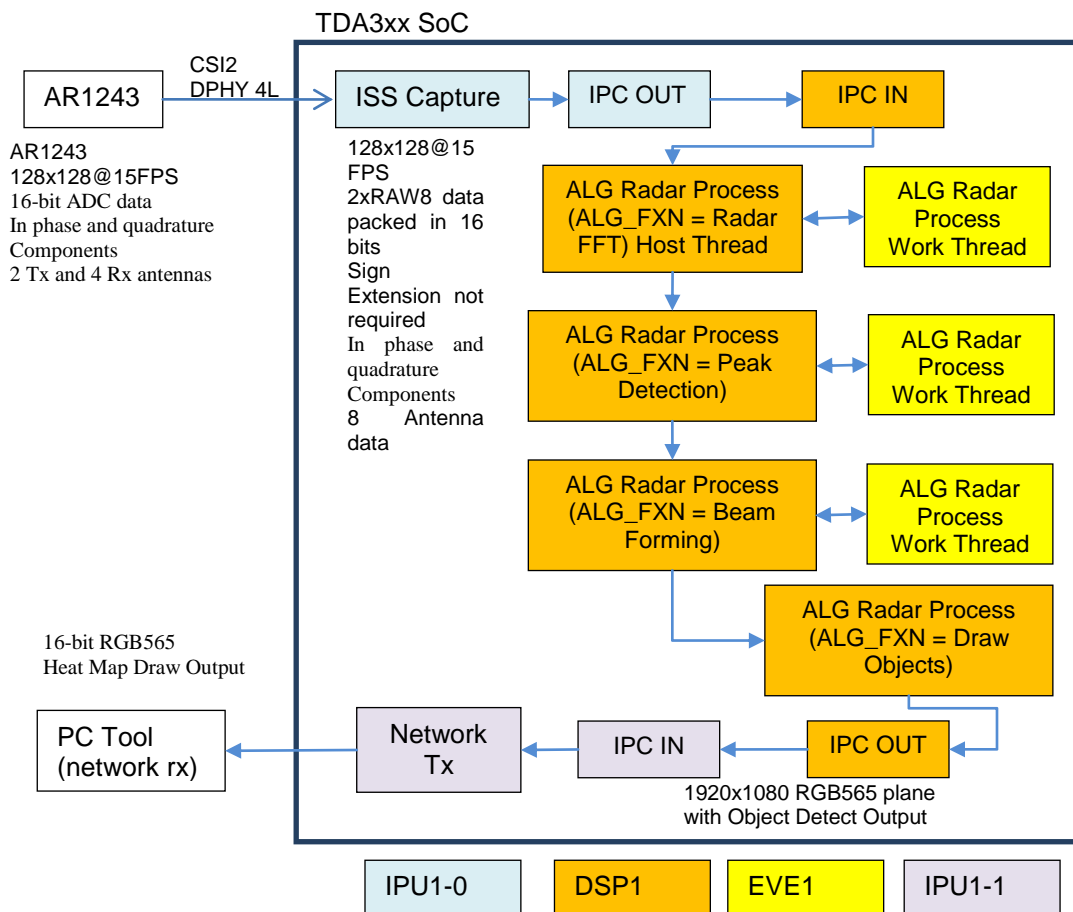 TDA3xx SoC
CSI2
DPHY 4L
AR1243
ISS Capture
IPC OUT
IPC IN
AR1243
128x128@15FPS
16-bit ADC data
In phase and quadrature
Components
2 Tx and 4 Rx antennas
128x128@15
FPS
2xRAW8 data
packed in 16
bits
Sign
Extension not
required
In phase and
quadrature
Components
8 Antenna
data
ALG Radar Process
(ALG_FXN = Radar
FFT) Host Thread
ALG Radar
Process
Work Thread
ALG Radar Process
(ALG_FXN = Peak
Detection)
ALG Radar
Process
Work Thread
ALG Radar Process
(ALG_FXN = Beam
Forming)
ALG Radar
Process
Work Thread
ALG Radar Process
(ALG_FXN = Draw
Objects)
16-bit RGB565
Heat Map Draw Output
PC Tool
(network rx)
Network
Tx
IPC IN
IPC OUT
1920x1080 RGB565 plane
with Object Detect Output
IPU1-0
DSP1
EVE1
IPU1-1